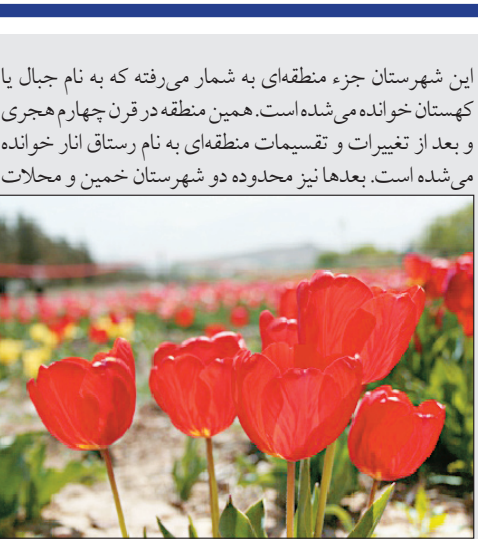 این شهرستان جزء منطقه‌ای به شمار می‌رفته که به نام جبال یا
کهستان خوانده می‌شده است. همین منطقه در قرن چهارم هجری
و بعد از تغییرات و تقسیمات منطقه‌ای به نام رستاق انار خوانده
می‌شده است. بعدها نیز محدوده دو شهرستان خمین و محلات